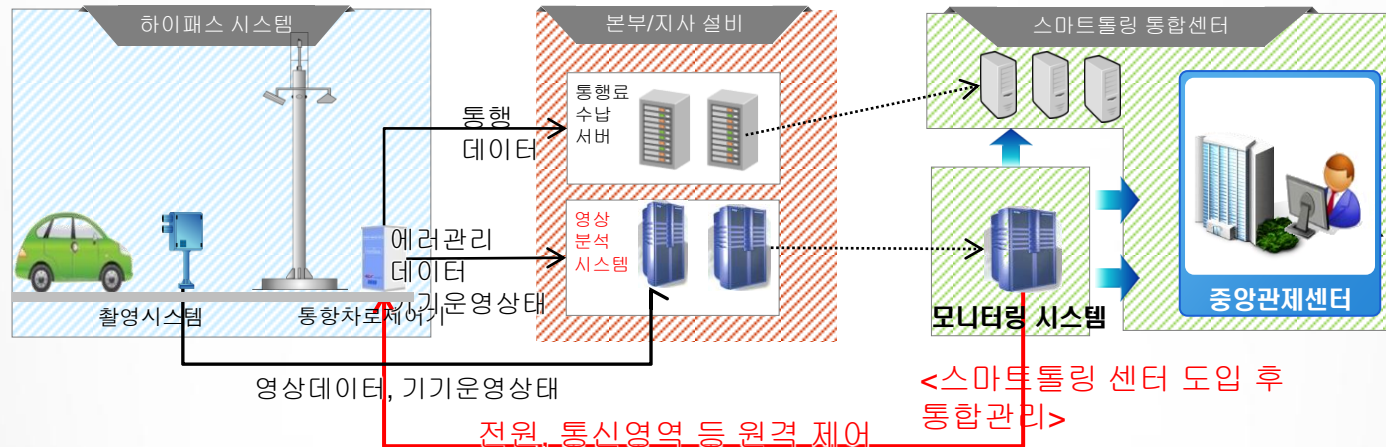 하이패스 시스템
본부/지사 설비
스마트톨링 통합센터
통행료
수납
서버
통행
데이터
영상
분석
시스템
에러관리
데이터
기기운영상태
촬영시스템
통항차로제어기
모니터링 시스템
중앙관제센터
영상데이터, 기기운영상태
<스마트톨링 센터 도입 후
통합관리>
전원, 통신영역 등 원격 제어